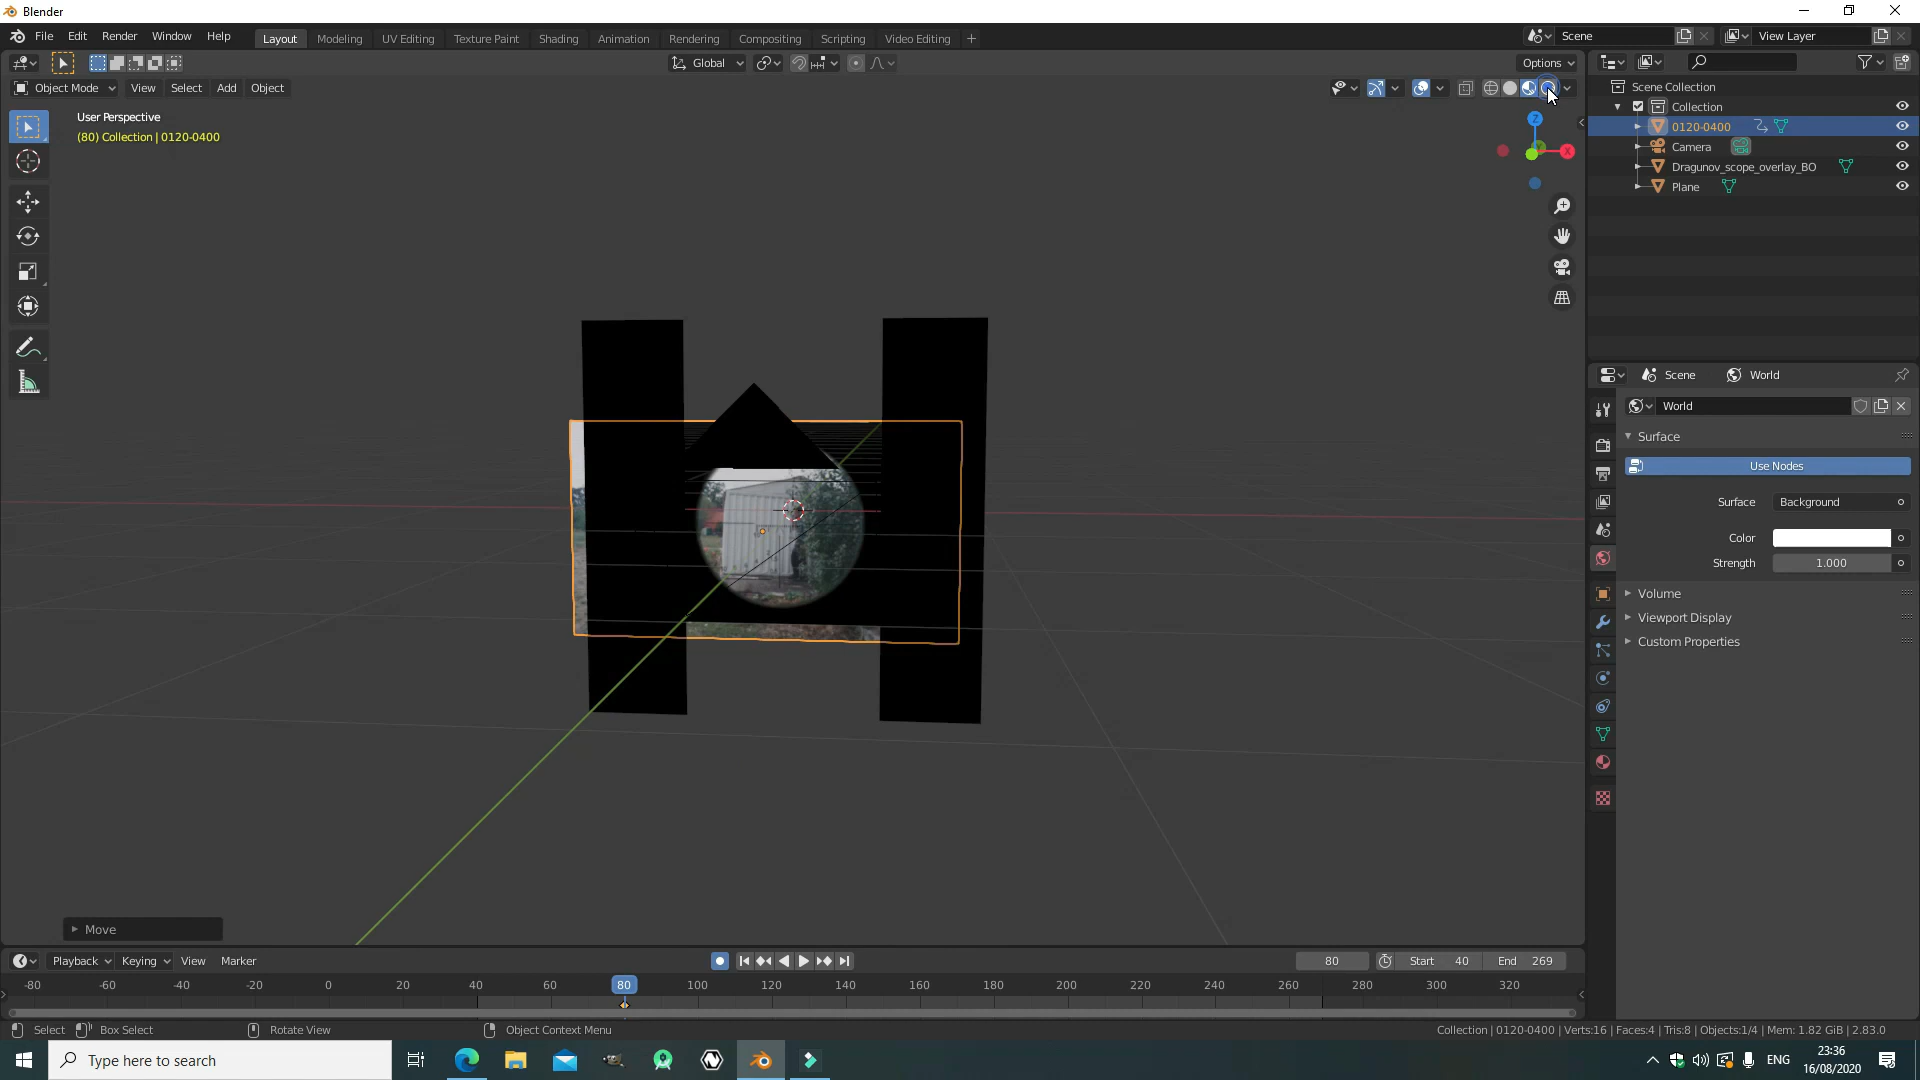 Blender
File Edit Render Window Help
Layout Modeling UV Editing Texture Paint Shading Animation Rendering Compositing Scripting Video Editing +
Scene
View Layer
Global
Options
Object Mode View Select Add Object
User Perspective
(80) Collection | 0120-0400
Z
X
Scene Collection
Collection
0120-0400
Camera
Dragunov_scope_overlay_BO
Plane
Scene World
World
Surface
Use Nodes
Surface Background
Color
Strength 1.000
Volume
Viewport Display
Custom Properties
Move
Playback Keying View Marker
80 Start 40 End 269
-80 -60 -40 -20 0 20 40 60 80 100 120 140 160 180 200 220 240 260 280 300 320
Select Box Select Rotate View Object Context Menu
Collection | 0120-0400 | Verts:16 | Faces:4 | Tris:8 | Objects:1/4 | Mem: 1.82 GiB | 2.83.0
Type here to search
ENG
23:36
16/08/2020